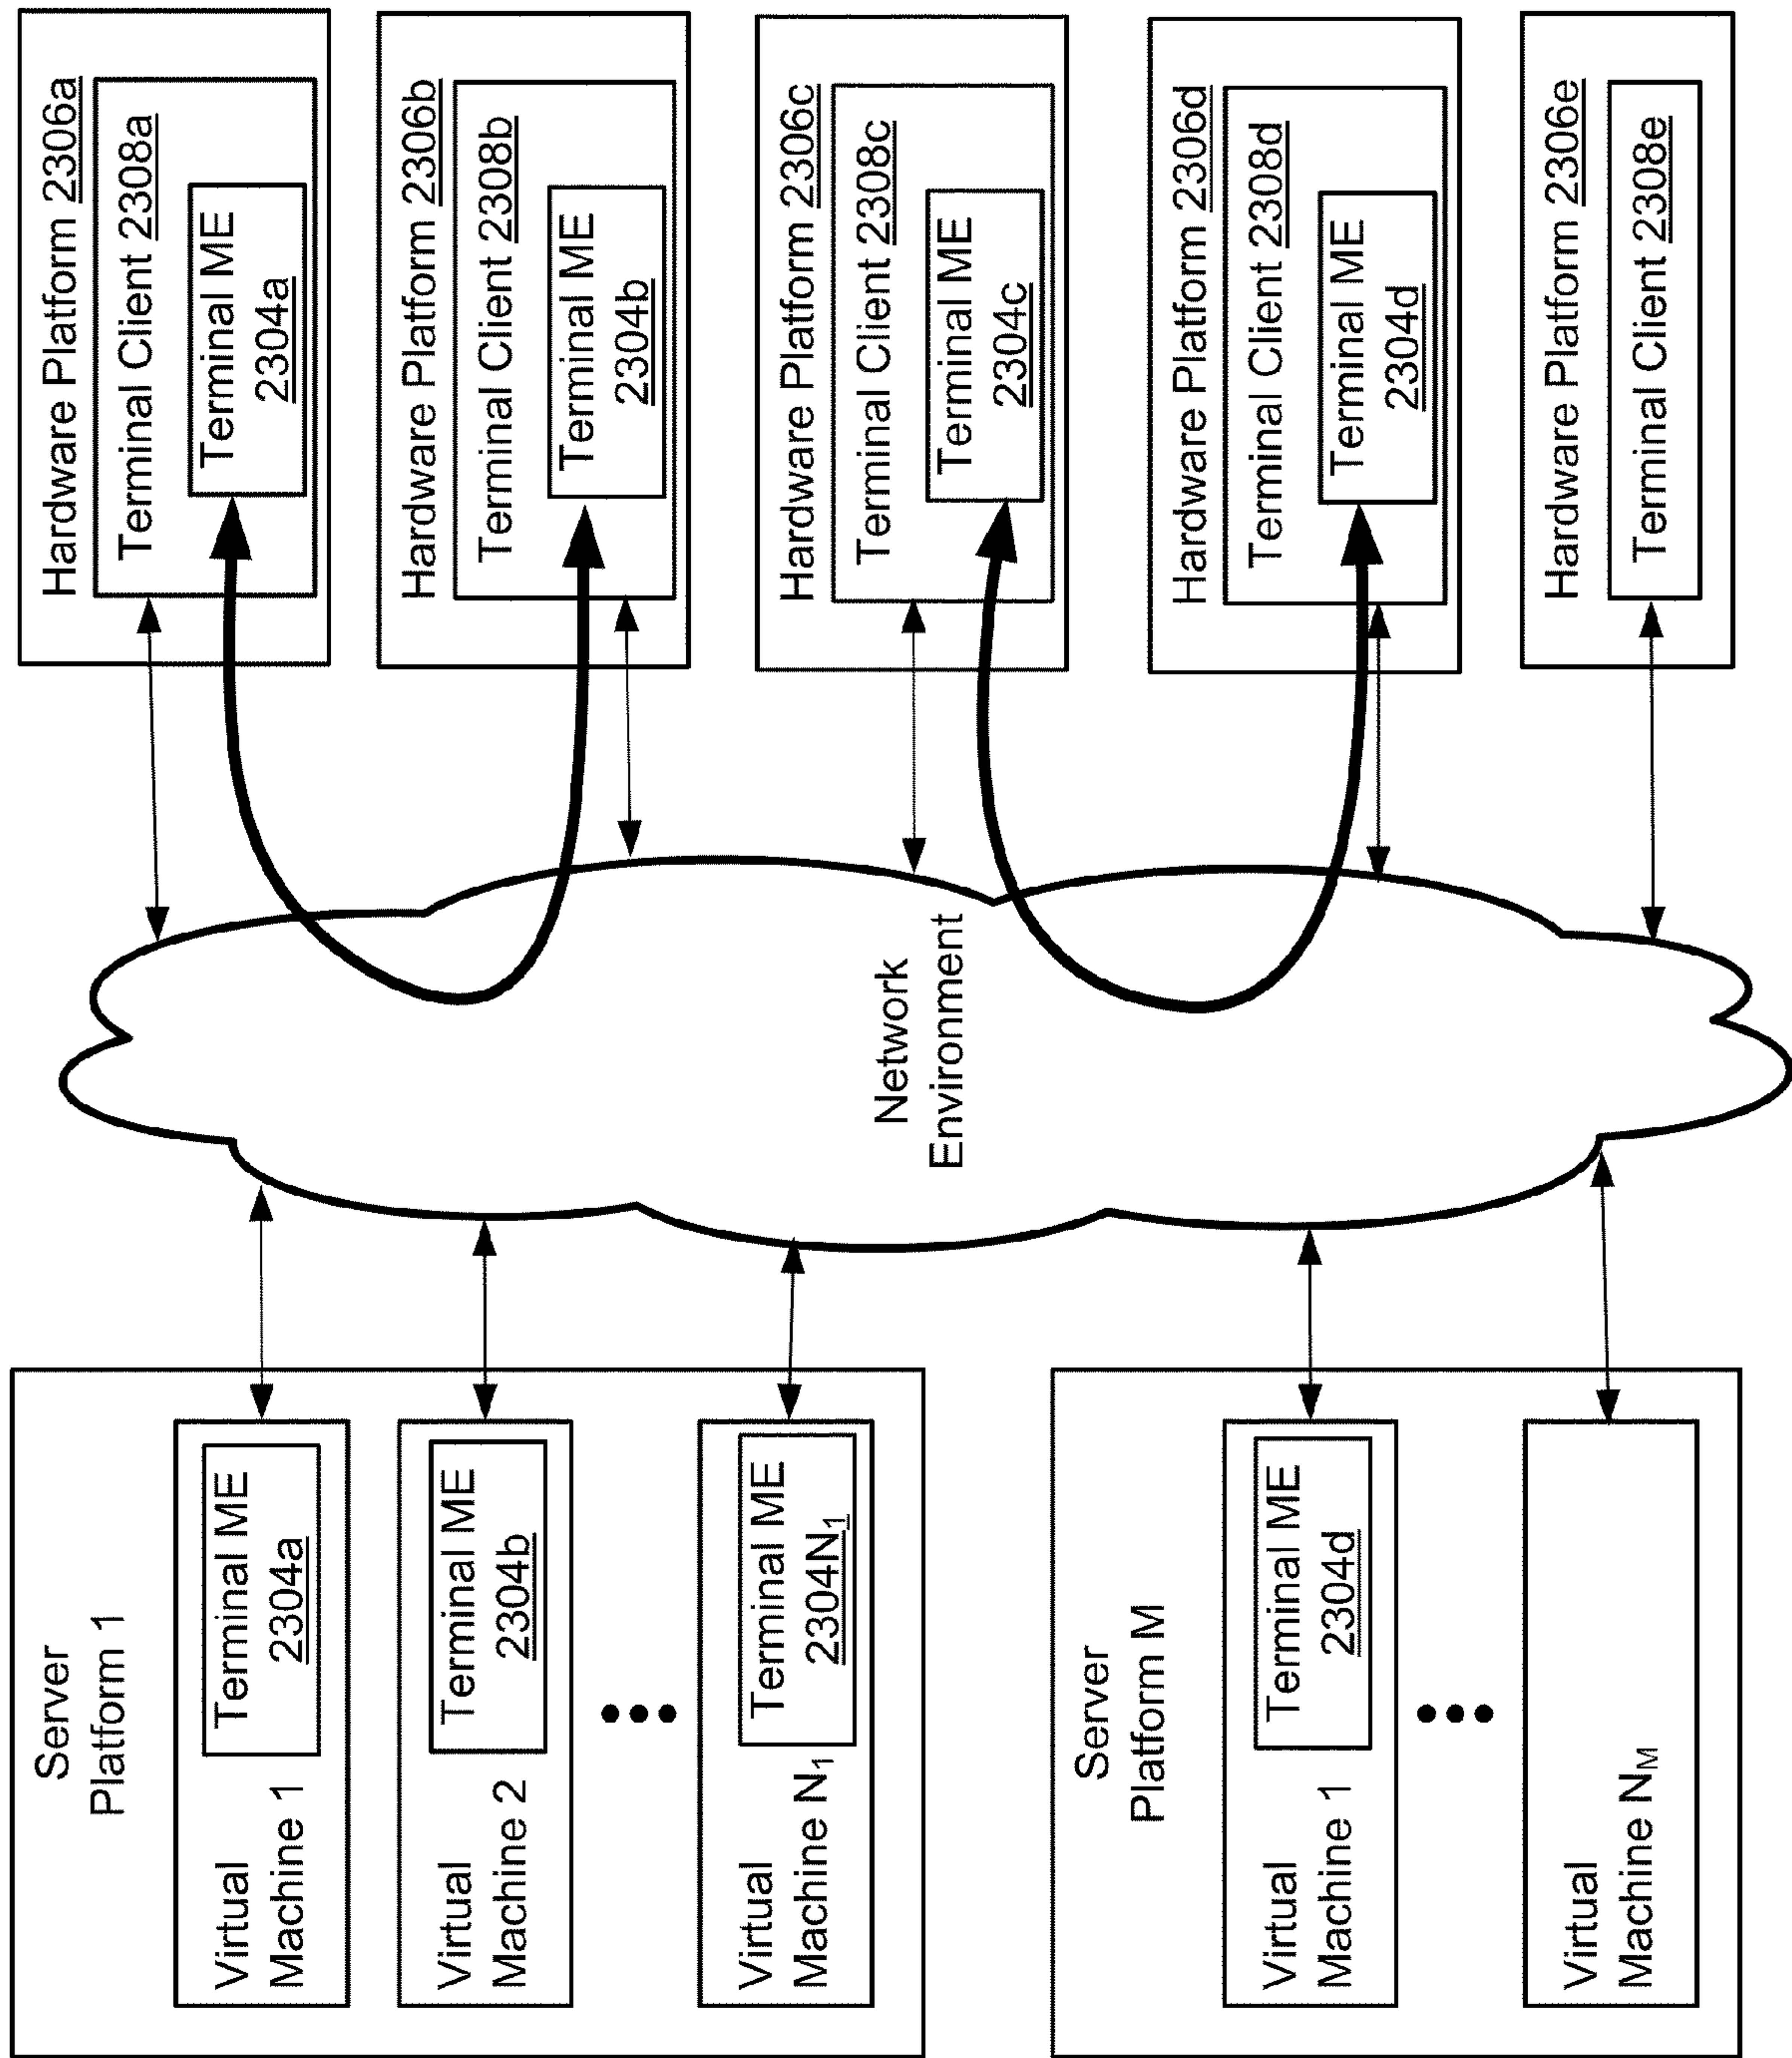 Hardware Platform 2306a
Terminal Client 2308a
Terminal ME
2304a
Hardware Platform 2306b
Terminal Client 2308b
Terminal ME
2304b
Hardware Platform 2306c
Terminal Client 2308c
Terminal ME
2304c
Hardware Platform 2306d
Terminal Client 2308d
Terminal ME
2304d
Hardware Platform 2306e
Terminal Client 2308e
Network
Environment
Server
Platform 1
Virtual
Machine 1
Terminal ME
2304a
Virtual
Machine 2
Terminal ME
2304b
Virtual
Machine N₁
Terminal ME
2304N₁
Server
Platform M
Virtual
Machine 1
Terminal ME
2304d
Virtual
Machine Nᴍ